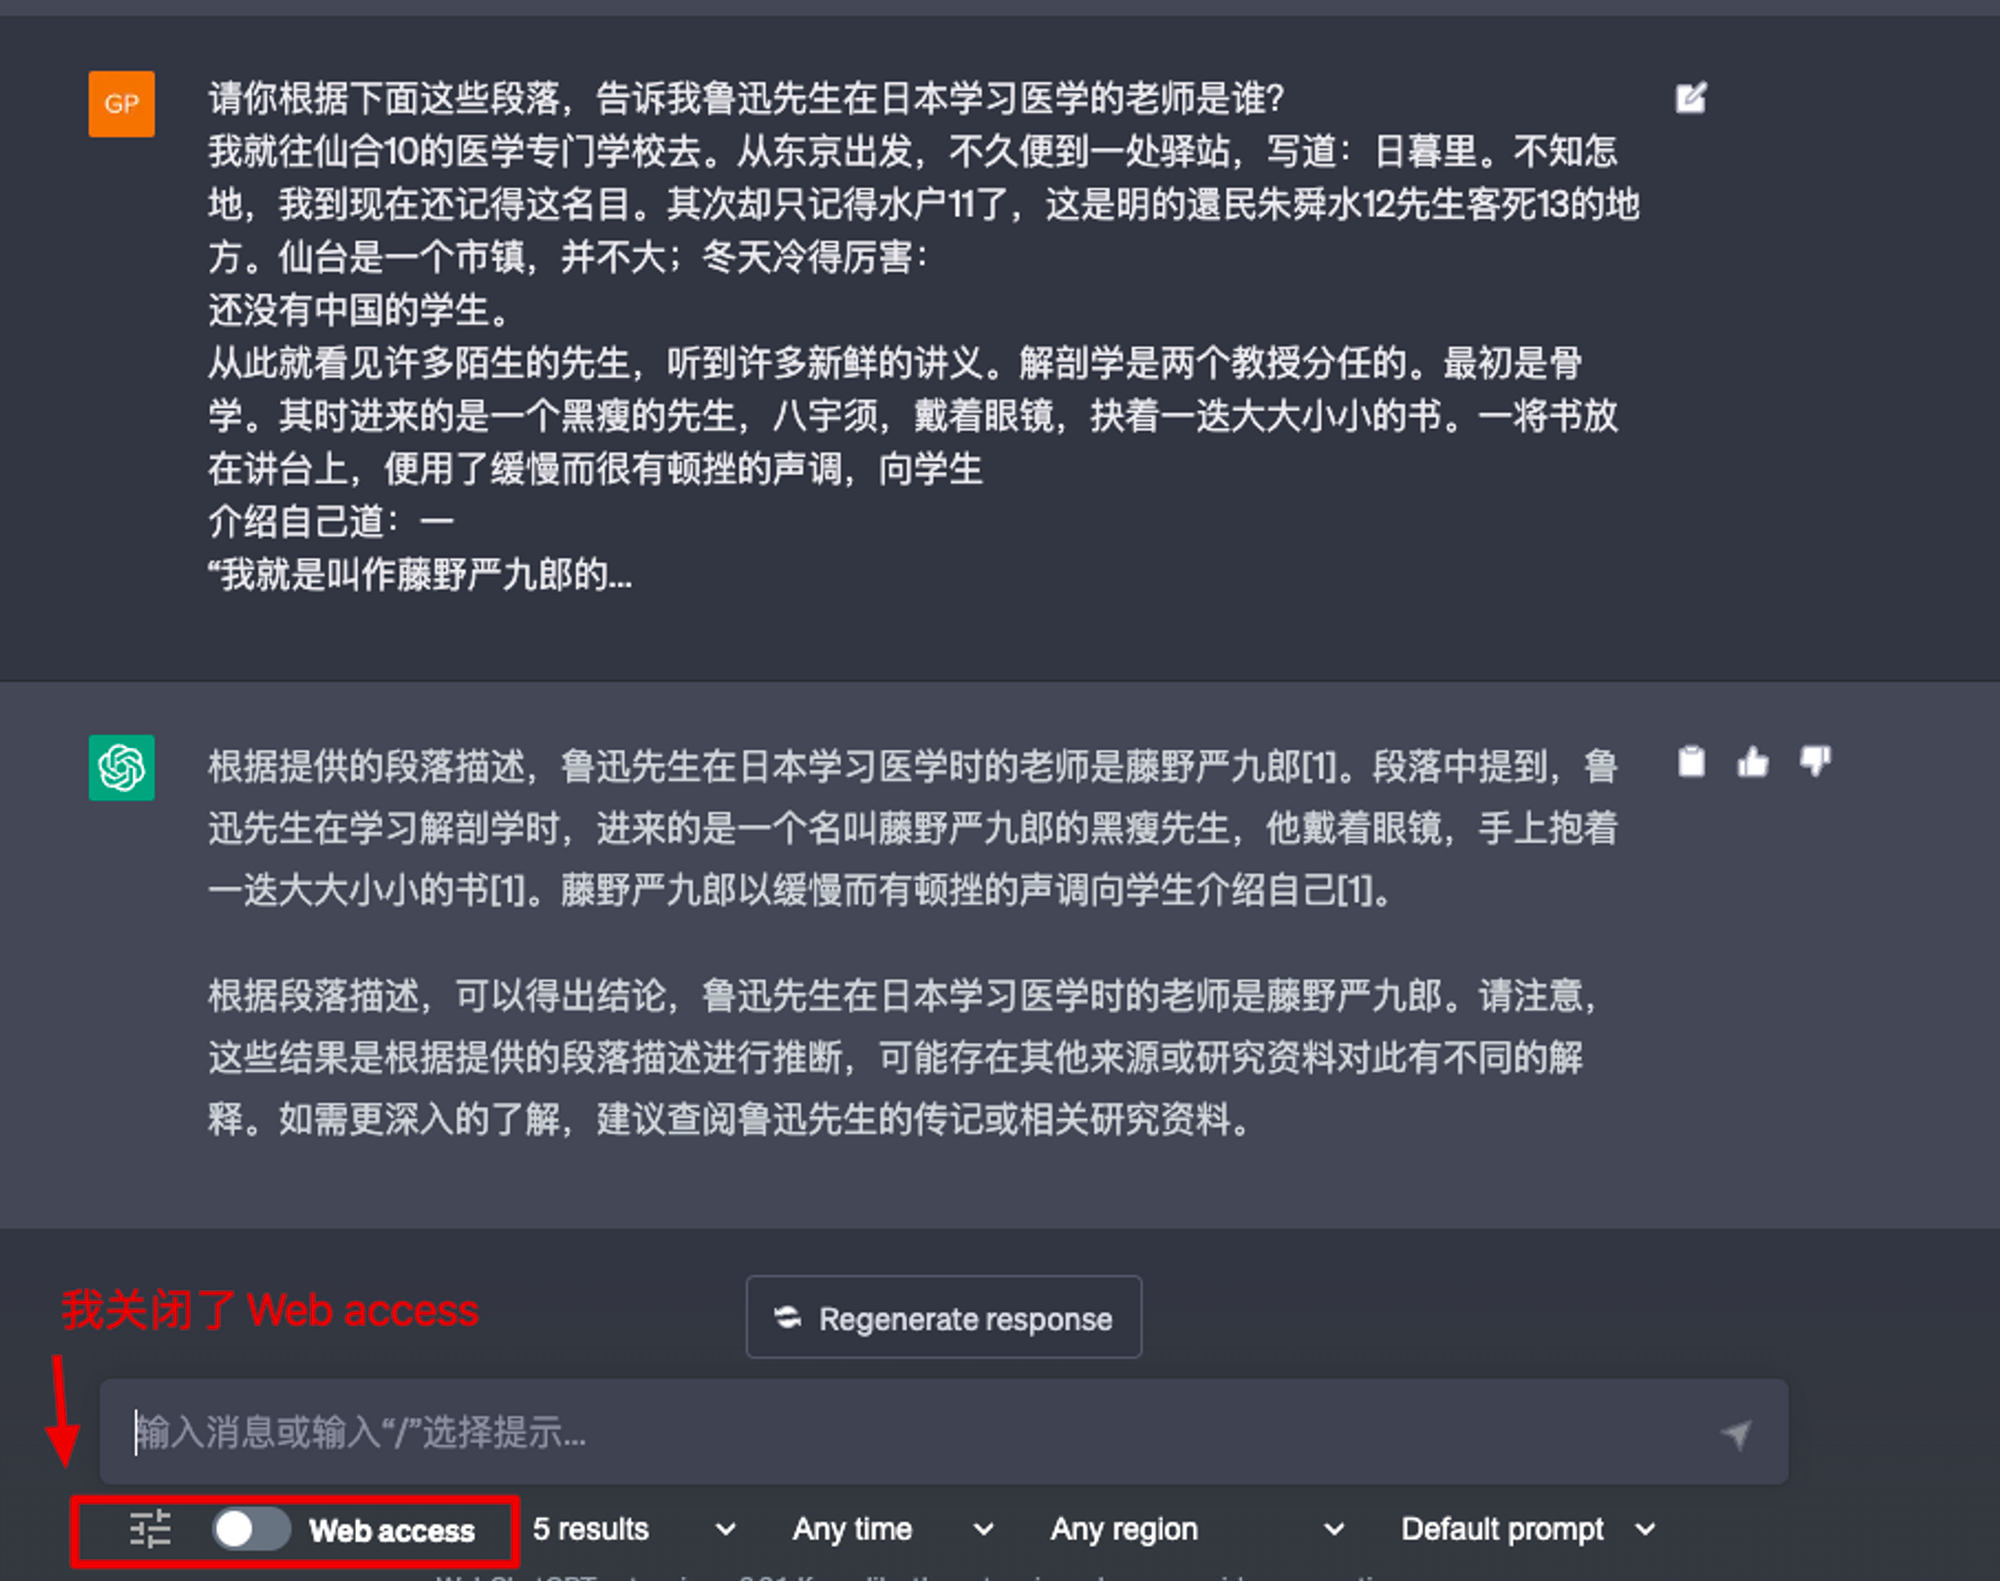 GP
请你根据下面这些段落，告诉我鲁迅先生在日本学习医学的老师是谁？
我就往仙合10的医学专门学校去。从东京出发，不久便到一处驿站，写道：日暮里。不知怎
地，我到现在还记得这名目。其次却只记得水户11了，这是明的還民朱舜水12先生客死13的地
方。仙台是一个市镇，并不大；冬天冷得厉害：
还没有中国的学生。
从此就看见许多陌生的先生，听到许多新鲜的讲义。解剖学是两个教授分任的。最初是骨
学。其时进来的是一个黑瘦的先生，八宇须，戴着眼镜，抉着一迭大大小小的书。一将书放
在讲台上，便用了缓慢而很有顿挫的声调，向学生
介绍自己道：一
“我就是叫作藤野严九郎的...
根据提供的段落描述，鲁迅先生在日本学习医学时的老师是藤野严九郎[1]。段落中提到，鲁
迅先生在学习解剖学时，进来的是一个名叫藤野严九郎的黑瘦先生，他戴着眼镜，手上抱着
一迭大大小小的书[1]。藤野严九郎以缓慢而有顿挫的声调向学生介绍自己[1]。
根据段落描述，可以得出结论，鲁迅先生在日本学习医学时的老师是藤野严九郎。请注意，
这些结果是根据提供的段落描述进行推断，可能存在其他来源或研究资料对此有不同的解
释。如需更深入的了解，建议查阅鲁迅先生的传记或相关研究资料。
我关闭了 Web access
Regenerate response
输入消息或输入“/”选择提示...
Web access 5 results Any time Any region Default prompt